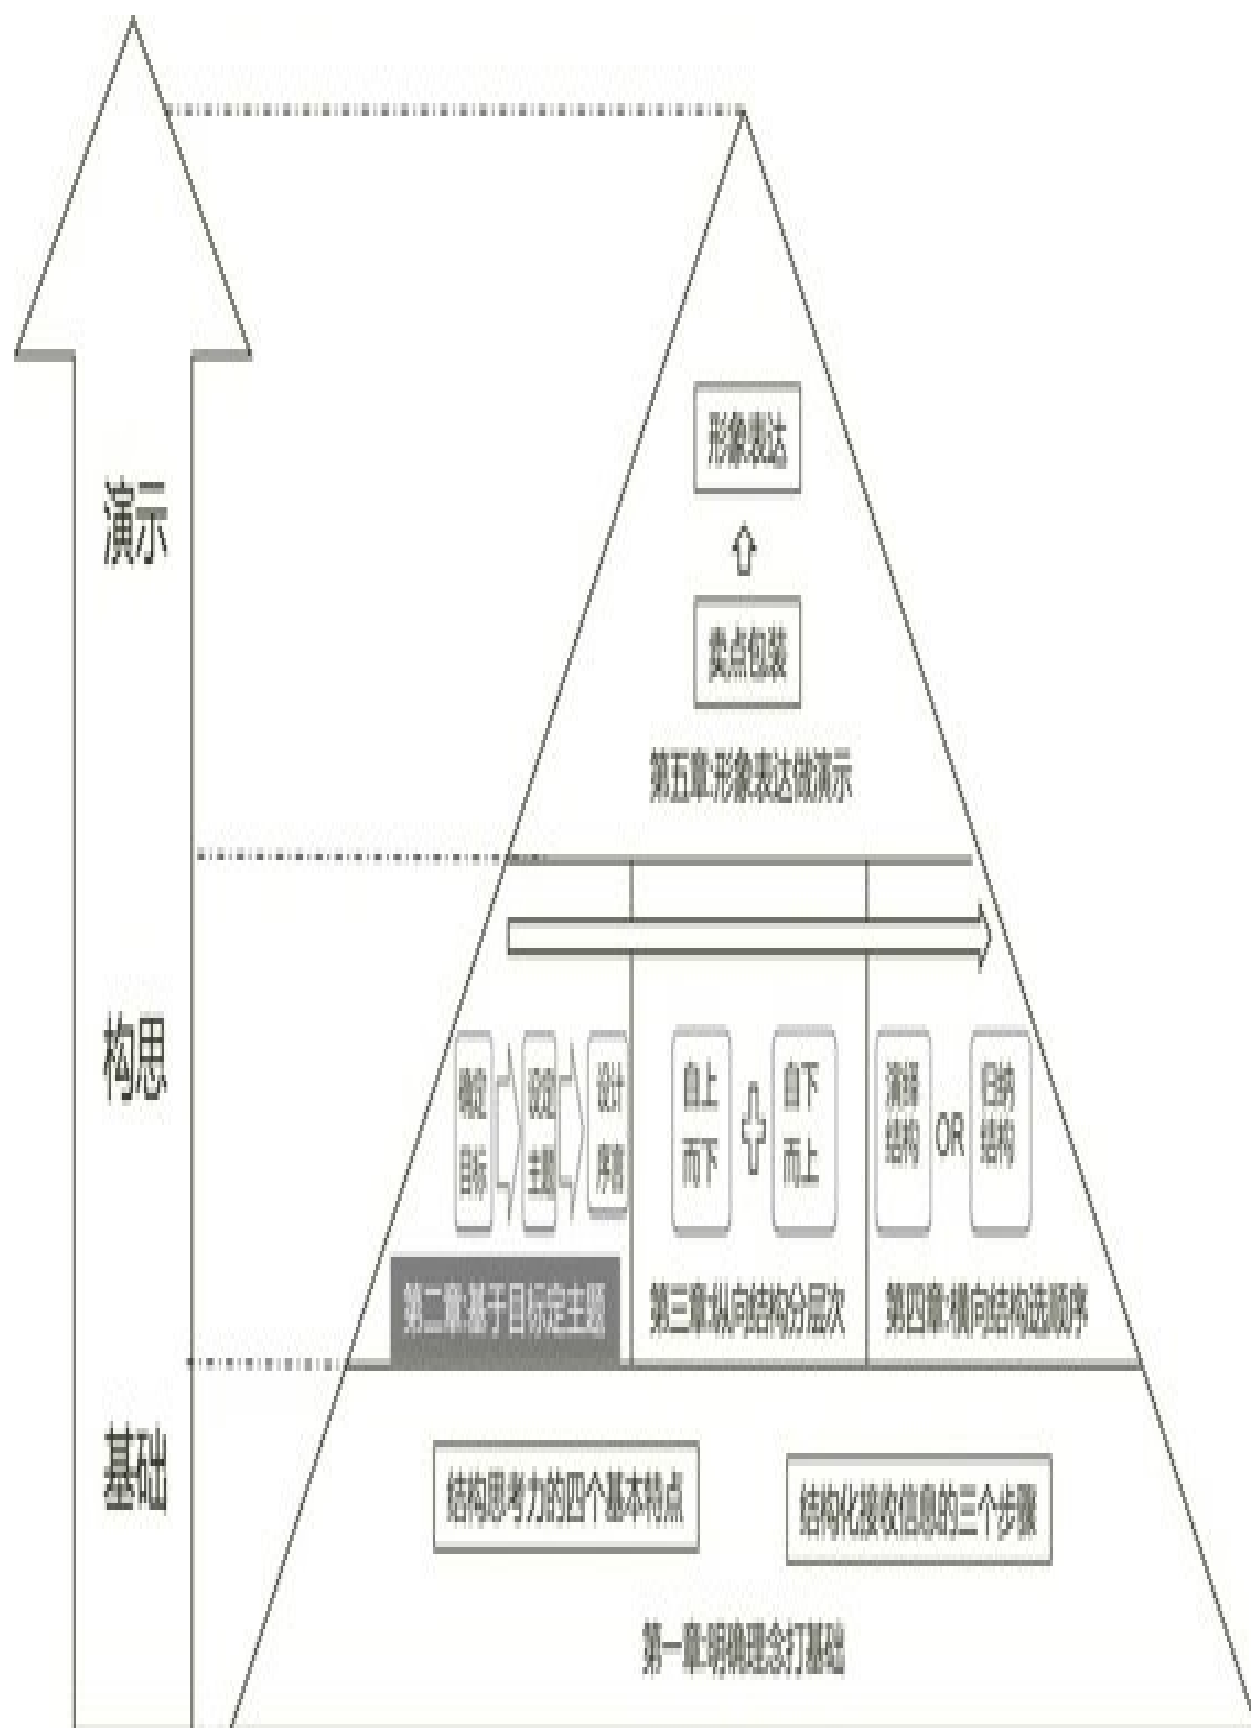 演示
形象表达
卖点包装
第五章:形象表达做演示
构思
确定
目标
设定
主题
设计
序言
自上
而下
自下
而上
演绎
结构
OR
归纳
结构
第二章:基于目标定主题
第三章:纵向结构分层次
第四章:横向结构选顺序
基础
结构思考力的四个基本特点
结构化接收信息的三个步骤
第一章:明确理念打基础